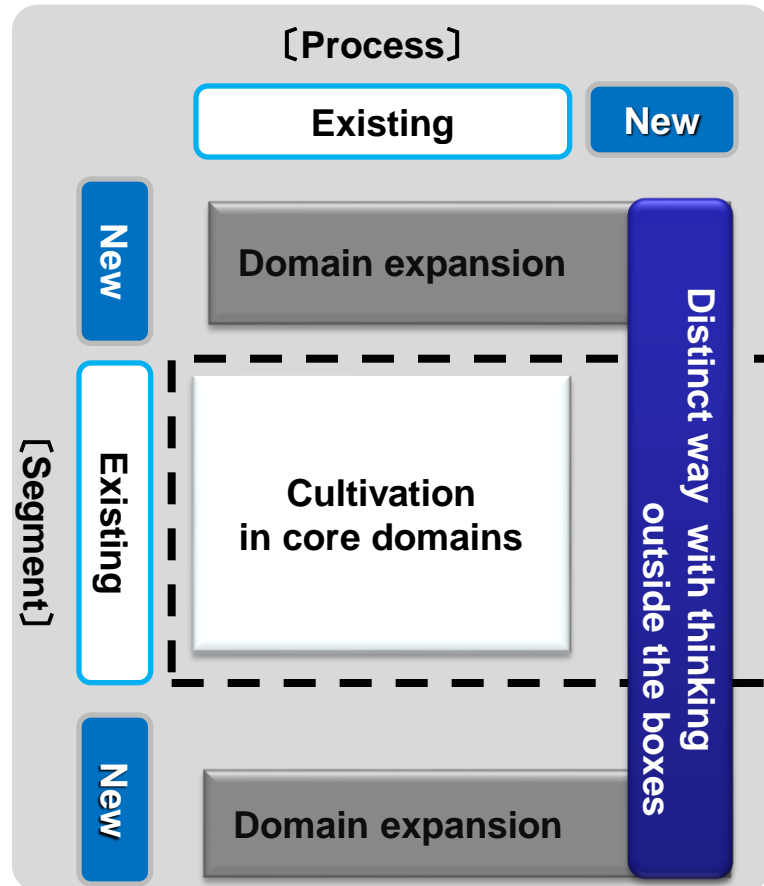 〔Process〕
Existing
New
New
Domain expansion
〔Segment〕
Existing
Cultivation
in core domains
Distinct way with thinking
outside the boxes
New
Domain expansion